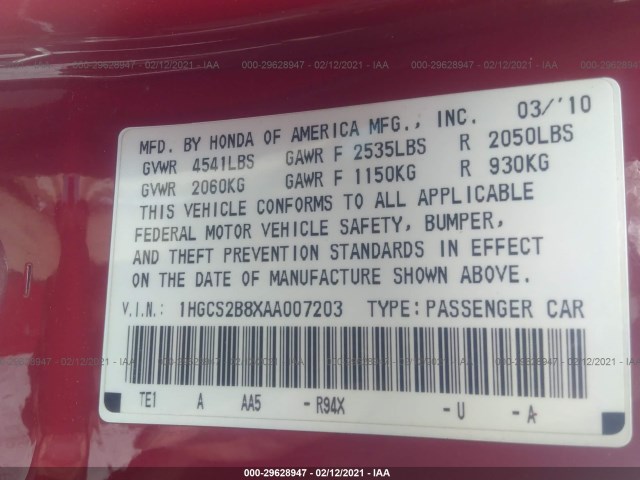 000-29628947 - 02/12/2021 - IAA
03/'10
MFD. BY HONDA OF AMERICA MFG., INC.
GVWR 4541LBS GAWR F 2535LBS R 2050LBS
GVWR 2060KG GAWR F 1150KG R 930KG
THIS VEHICLE CONFORMS TO ALL APPLICABLE
FEDERAL MOTOR VEHICLE SAFETY, BUMPER,
AND THEFT PREVENTION STANDARDS IN EFFECT
ON THE DATE OF MANUFACTURE SHOWN ABOVE.
V.I.N.: 1HGCS2B8XAA007203 TYPE: PASSENGER CAR
TE1 A AA5 - R94X - U - A
000-29628947 - 02/12/2021 - IAA